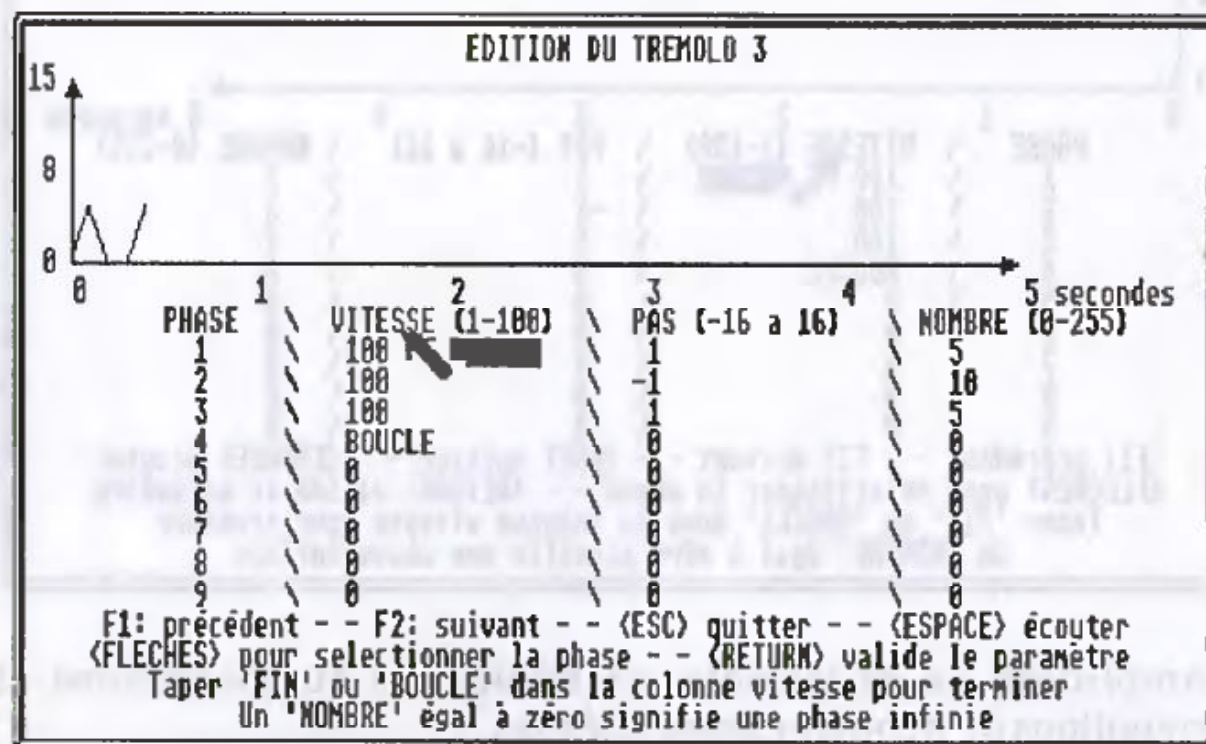 EDITION DU TREMOLO 3
15
8
0
0 1 2 3 4 5 secondes
PHASE \ VITESSE (1-100) \ PAS (-16 a 16) \ NOMBRE (0-255)
1 \ 100 \ 1 \ 5
2 \ 100 \ -1 \ 10
3 \ 100 \ 1 \ 5
4 \ BOUCLE \ 0 \ 0
5 \ 0 \ 0 \ 0
6 \ 0 \ 0 \ 0
7 \ 0 \ 0 \ 0
8 \ 0 \ 0 \ 0
9 \ 0 \ 0 \ 0
F1: précédent - - F2: suivant - - <ESC> quitter - - <ESPACE> écouter
<FLECHES> pour selectionner la phase - - <RETURN> valide le paramètre
Taper 'FIN' ou 'BOUCLE' dans la colonne vitesse pour terminer
Un 'NOMBRE' égal à zéro signifie une phase infinie